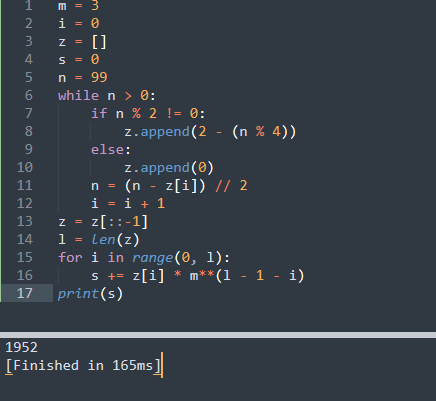 1 m = 3
2 i = 0
3 z = []
4 s = 0
5 n = 99
6 while n > 0:
7     if n % 2 != 0:
8         z.append(2 - (n % 4))
9     else:
10         z.append(0)
11     n = (n - z[i]) // 2
12     i = i + 1
13 z = z[::-1]
14 l = len(z)
15 for i in range(0, l):
16     s += z[i] * m**(l - 1 - i)
17 print(s)
1952
[Finished in 165ms]